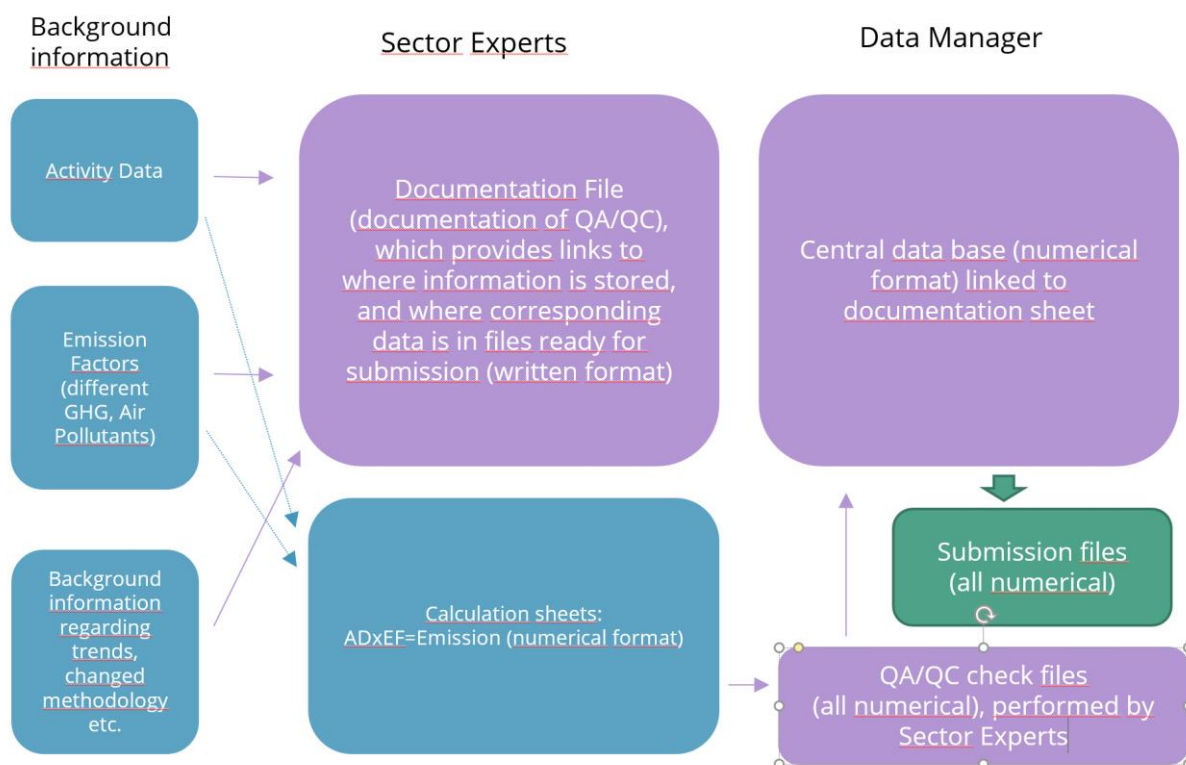 Background
information
Sector Experts
Data Manager
Activity Data
Emission
Factors
(different
GHG, Air
Pollutants)
Background
information
regarding
trends,
changed
methodology
etc.
Documentation File
(documentation of QA/QC),
which provides links to
where information is stored,
and where corresponding
data is in files ready for
submission (written format)
Calculation sheets:
ADxEF=Emission (numerical format)
Central data base (numerical
format) linked to
documentation sheet
Submission files
(all numerical)
QA/QC check files
(all numerical), performed by
Sector Experts